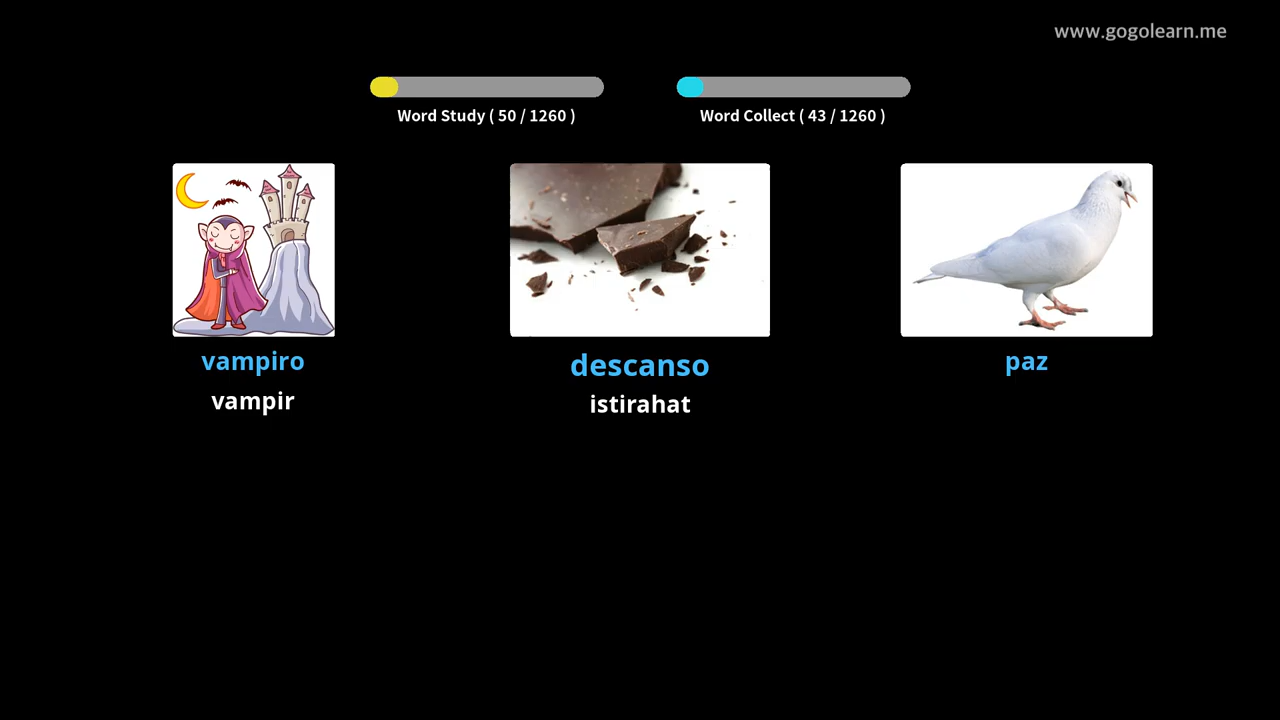 www.gogolearn.me
Word Study ( 50 / 1260 )
Word Collect ( 43 / 1260 )
vampiro
vampir
descanso
istirahat
paz